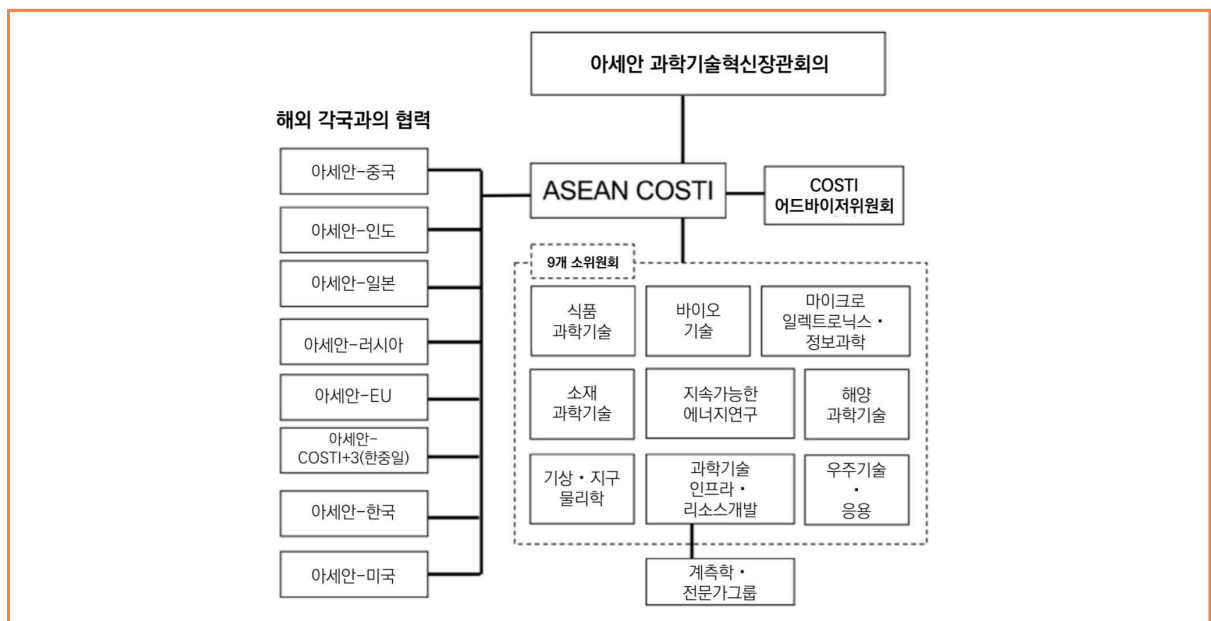 아세안 과학기술혁신장관회의
해외 각국과의 협력
아세안-중국
아세안-인도
아세안-일본
아세안-러시아
아세안-EU
아세안-
COSTI+3(한중일)
아세안-한국
아세안-미국
ASEAN COSTI
COSTI
어드바이저위원회
9개 소위원회
식품
과학기술
바이오
기술
마이크로
일렉트로닉스・
정보과학
소재
과학기술
지속가능한
에너지연구
해양
과학기술
기상・지구
물리학
과학기술
인프라・
리소스개발
우주기술
・
응용
계측학・
전문가그룹